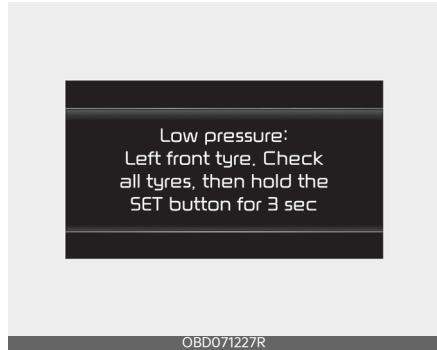 Low pressure:
Left front tyre. Check
all tyres, then hold the
SET button for 3 sec
OBD071227R